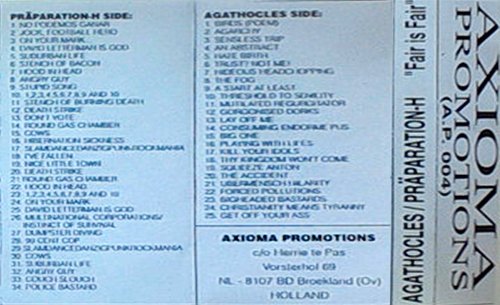 PRÄPARATION-H SIDE:
1. NO PODEMOS GANAR
2. JOCK, FOOTBALL HERO
3. ON YOUR MARK
4. DAVID LETTERMAN IS GOD
5. SUBURBAN LIFE
6. STENCH OF BACON
7. HOOD IN HEAD
8. ANGRY GUY
9. STUPID SONG
10. 1,2,3,4,5,6,7,8,9 AND 10
11. STENCH OF BURNING DEATH
12. DEATH STRIKE
13. DON'T VOTE
14. ROUND GAS CHAMBER
15. COWS
16. HIBERNATION SICKNESS
17. SLAMDANCEDANZIGPUNKROCKMANIA
18. I'VE FALLEN
19. NICE LITTLE TOWN
20. DEATH STRIKE
21. ROUND GAS CHAMBER
22. HOOD IN HEAD
23. 1,2,3,4,5,6,7,8,9 AND 10
24. ON YOUR MARK
25. DAVID LETTERMAN IS GOD
26. MULTINATIONAL CORPORATIONS/
INSTINCT OF SURVIVAL
27. DUMPSTER DIVING
28. 99 CENT COP
29. SLAMDANCEDANZIGPUNKROCKMANIA
30. COWS
31. SUBURBAN LIFE
32. ANGRY GUY
33. COUCH SLOUCH
34. POLICE BASTARD
AGATHOCLES SIDE:
1. BIRDS (POEM)
2. AGARCHY
3. SENSELESS TRIP
4. AN ABSTRACT
5. HATE BIRTH
6. TRUST? NOT ME!
7. HIDEOUS HEADCHOPPING
8. THE FOG
9. A START AT LEAST
10. THRESHOLD TO SENILITY
11. MUTILATED REGURGITATOR
12. GORGONISED DORKS
13. LAY OFF ME
14. CONSUMING ENDORME PUS
15. BIG ONE
16. PLAYING WITH LIFES
17. KILL YOUR IDOLS
18. THY KINGDOM WON'T COME
19. SQUEEZE ANTON
20. THE ACCIDENT
21. UBERMENSCH HILARITY
22. FORCED POLLUTIONS
23. BIGHEADED BASTARDS
24. CHRISTIANITY MEANS TYRANNY
25. GET OFF YOUR ASS
AXIOMA PROMOTIONS
c/o Herrie te Pas
Vorsterhof 69
NL - 8107 BD Broekland (Ov)
HOLLAND
AGATHOCLES / PRÄPARATION-H "Fair is Fair"
AXIOMA
PROMOTIONS
(A.P. 004)